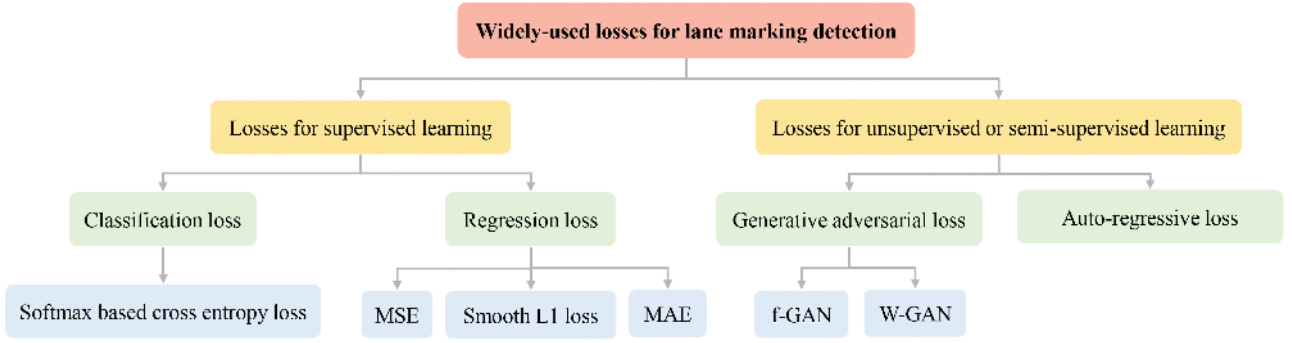 Widely-used losses for lane marking detection
Losses for supervised learning
Losses for unsupervised or semi-supervised learning
Classification loss
Regression loss
Generative adversarial loss
Auto-regressive loss
Softmax based cross entropy loss
MSE
Smooth L1 loss
MAE
f-GAN
W-GAN